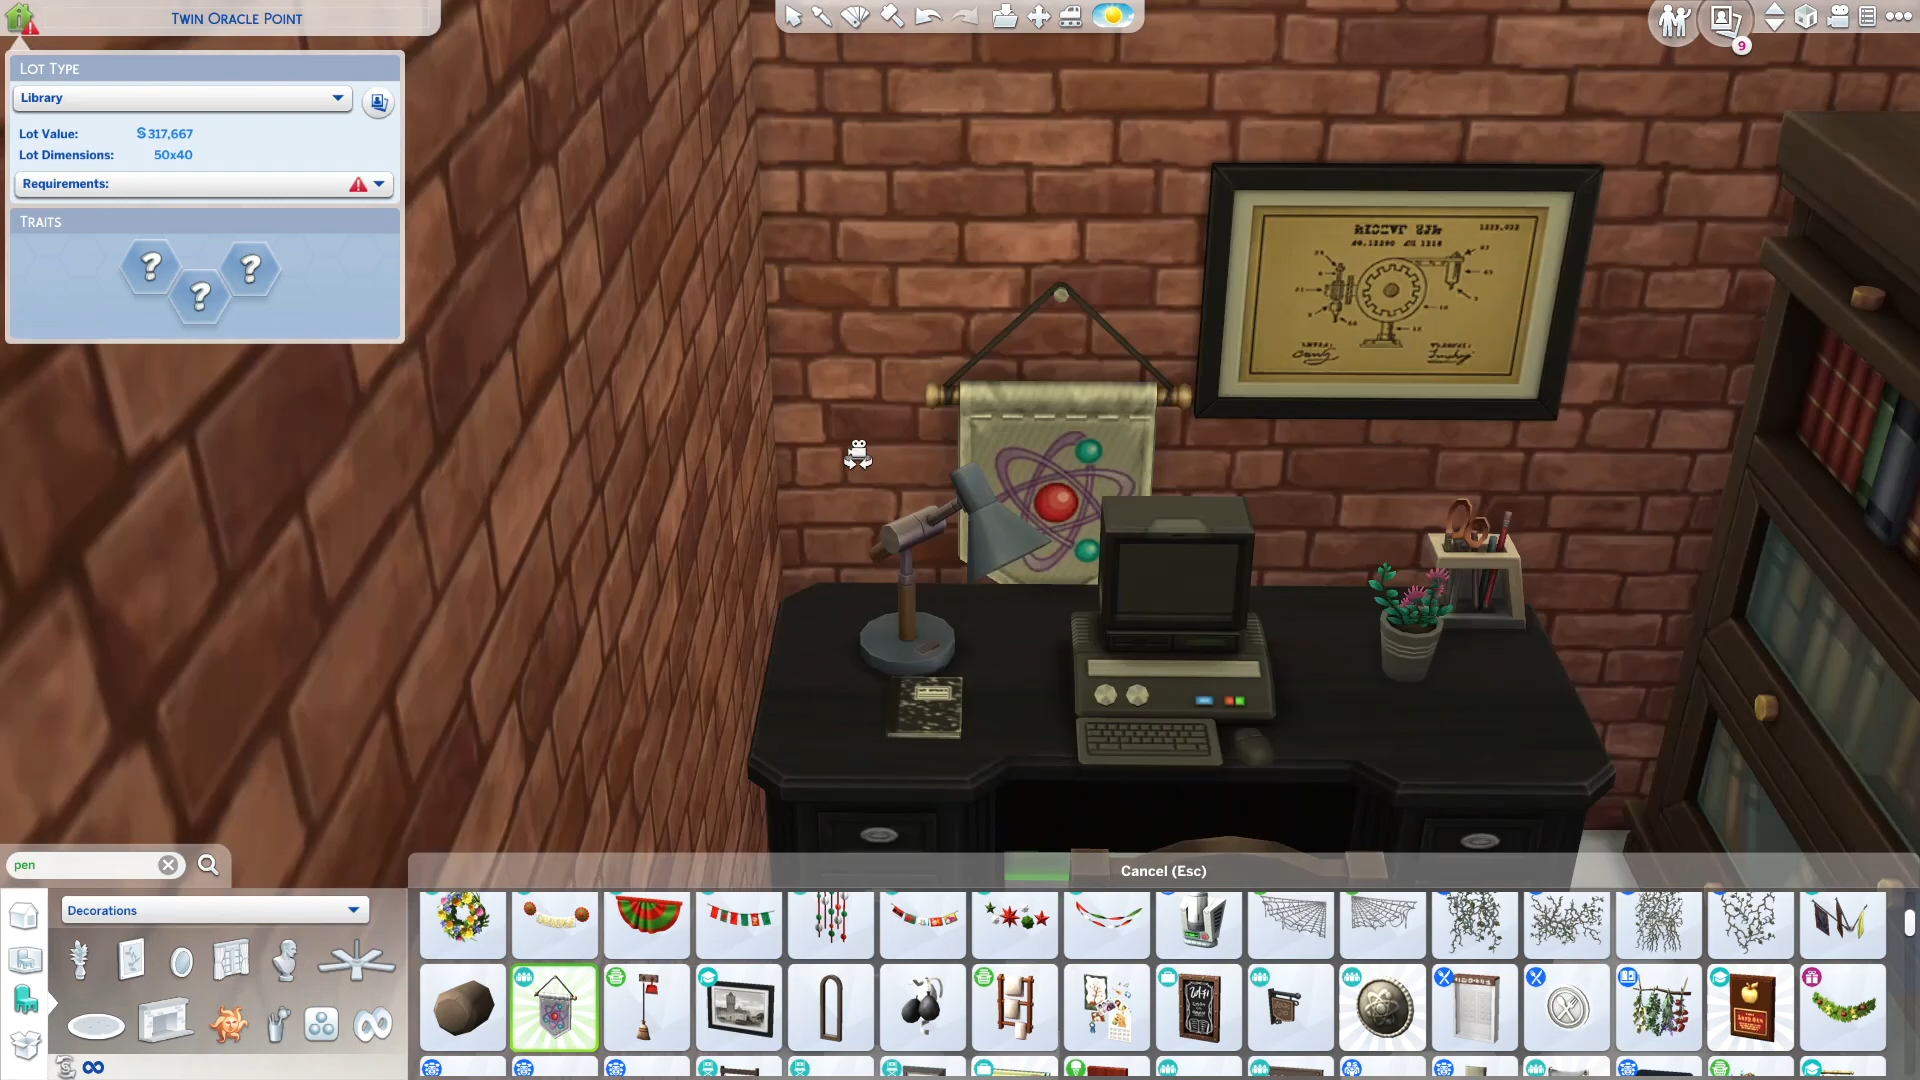 TWIN ORACLE POINT
9
LOT TYPE
Library
Lot Value: §317,667
Lot Dimensions: 50x40
Requirements:
TRAITS
? ? ?
pen
Cancel (Esc)
Decorations